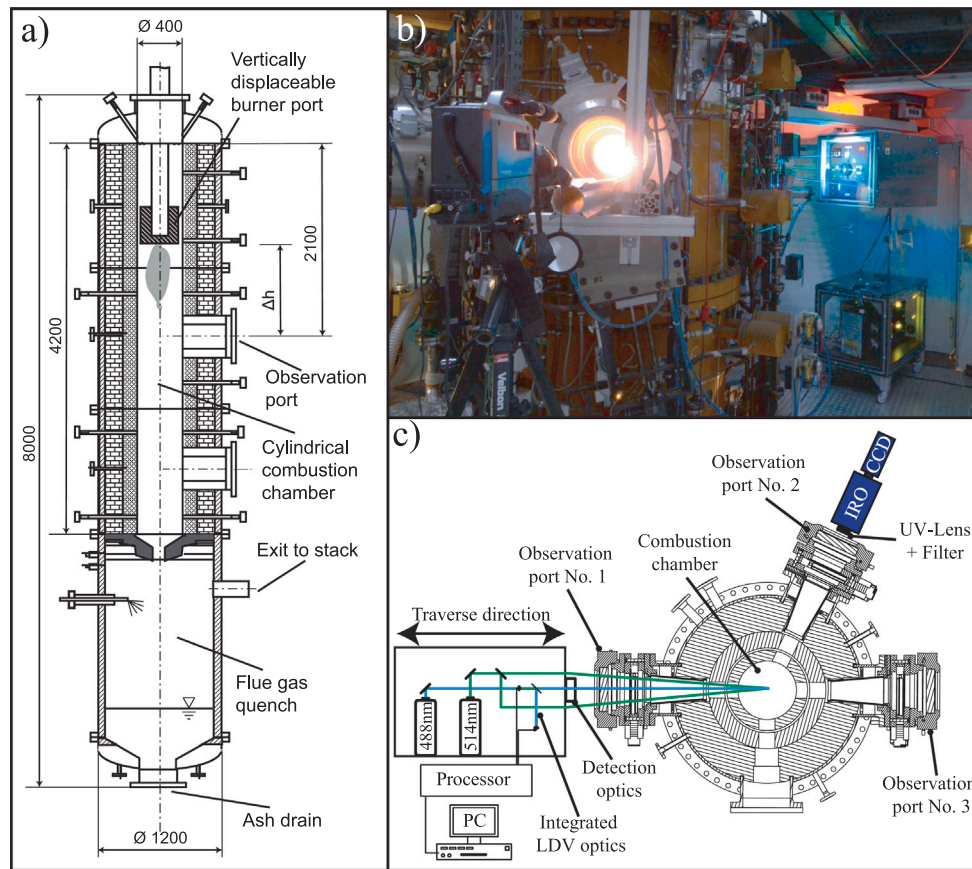 a)
Ø 400
Vertically
displaceable
burner port
2100
Δh
4200
8000
Observation
port
Cylindrical
combustion
chamber
Exit to stack
Flue gas
quench
Ash drain
Ø 1200
b)
Velbon
c)
Observation
port No. 2
CCD
IRO
UV-Lens
+ Filter
Combustion
chamber
Observation
port No. 1
Traverse direction
488nm
514nm
Processor
PC
Detection
optics
Integrated
LDV optics
Observation
port No. 3